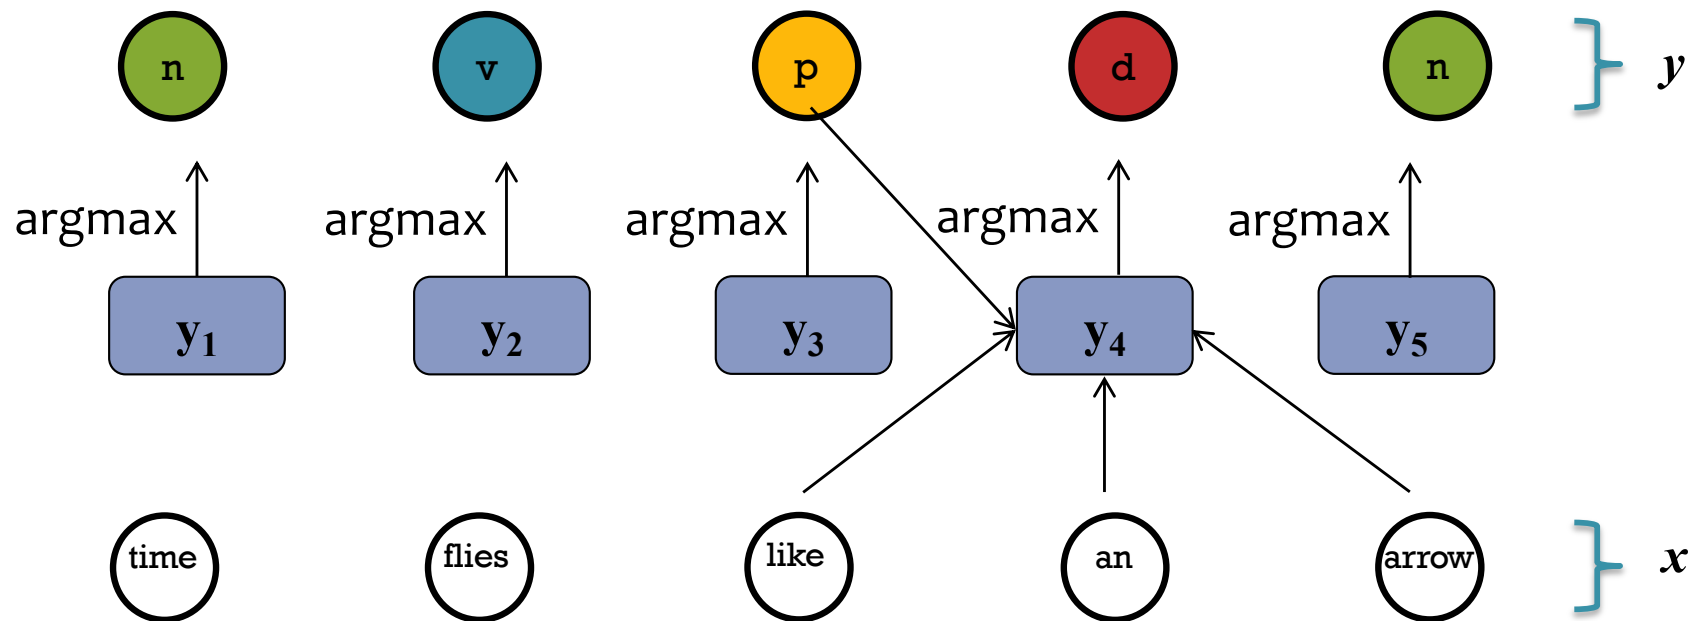 n v p d n y
argmax argmax argmax argmax argmax
y₁ y₂ y₃ y₄ y₅
time flies like an arrow x